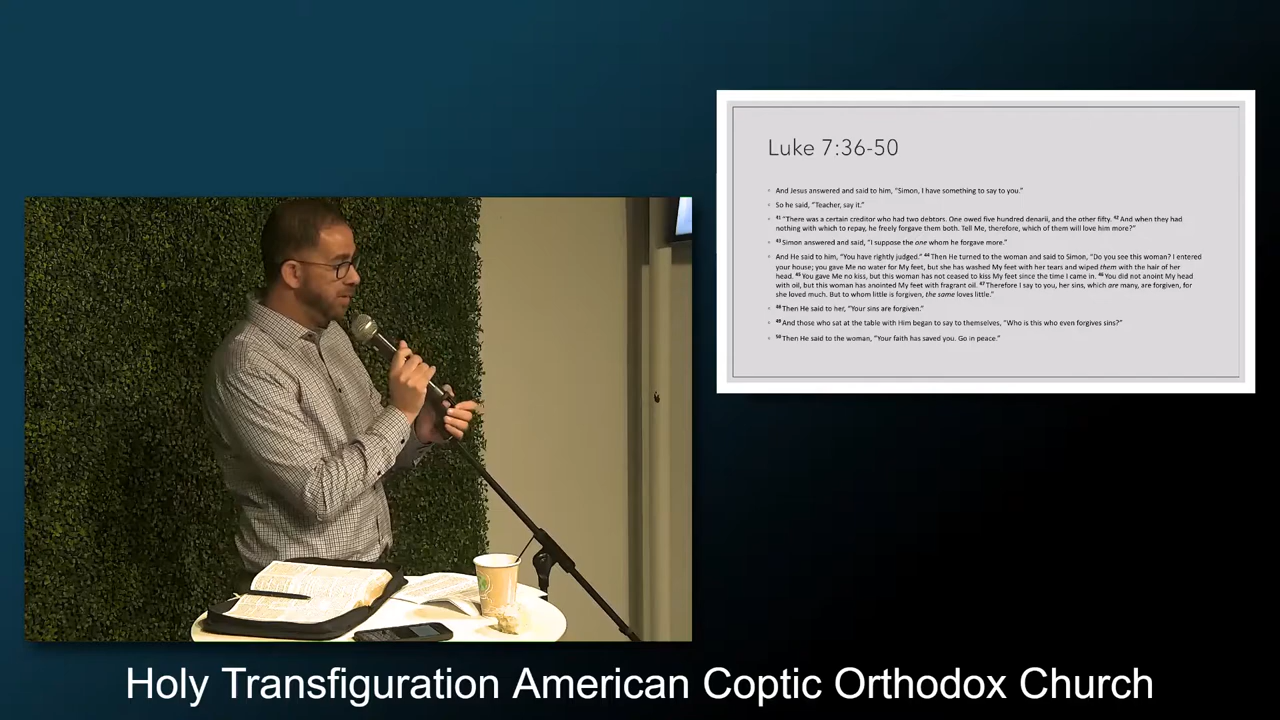 Luke 7:36-50
And Jesus answered and said to him, “Simon, I have something to say to you.”
So he said, “Teacher, say it.”
41 “There was a certain creditor who had two debtors. One owed five hundred denarii, and the other fifty. 42 And when they had
nothing with which to repay, he freely forgave them both. Tell Me, therefore, which of them will love him more?”
43 Simon answered and said, “I suppose the one whom he forgave more.”
And He said to him, “You have rightly judged.” 44 Then He turned to the woman and said to Simon, “Do you see this woman? I entered
your house; you gave Me no water for My feet, but she has washed My feet with her tears and wiped them with the hair of her
head. 45 You gave Me no kiss, but this woman has not ceased to kiss My feet since the time I came in. 46 You did not anoint My head
with oil, but this woman has anointed My feet with fragrant oil. 47 Therefore I say to you, her sins, which are many, are forgiven, for
she loved much. But to whom little is forgiven, the same loves little.”
48 Then He said to her, “Your sins are forgiven.”
49 And those who sat at the table with Him began to say to themselves, “Who is this who even forgives sins?”
50 Then He said to the woman, “Your faith has saved you. Go in peace.”
Holy Transfiguration American Coptic Orthodox Church